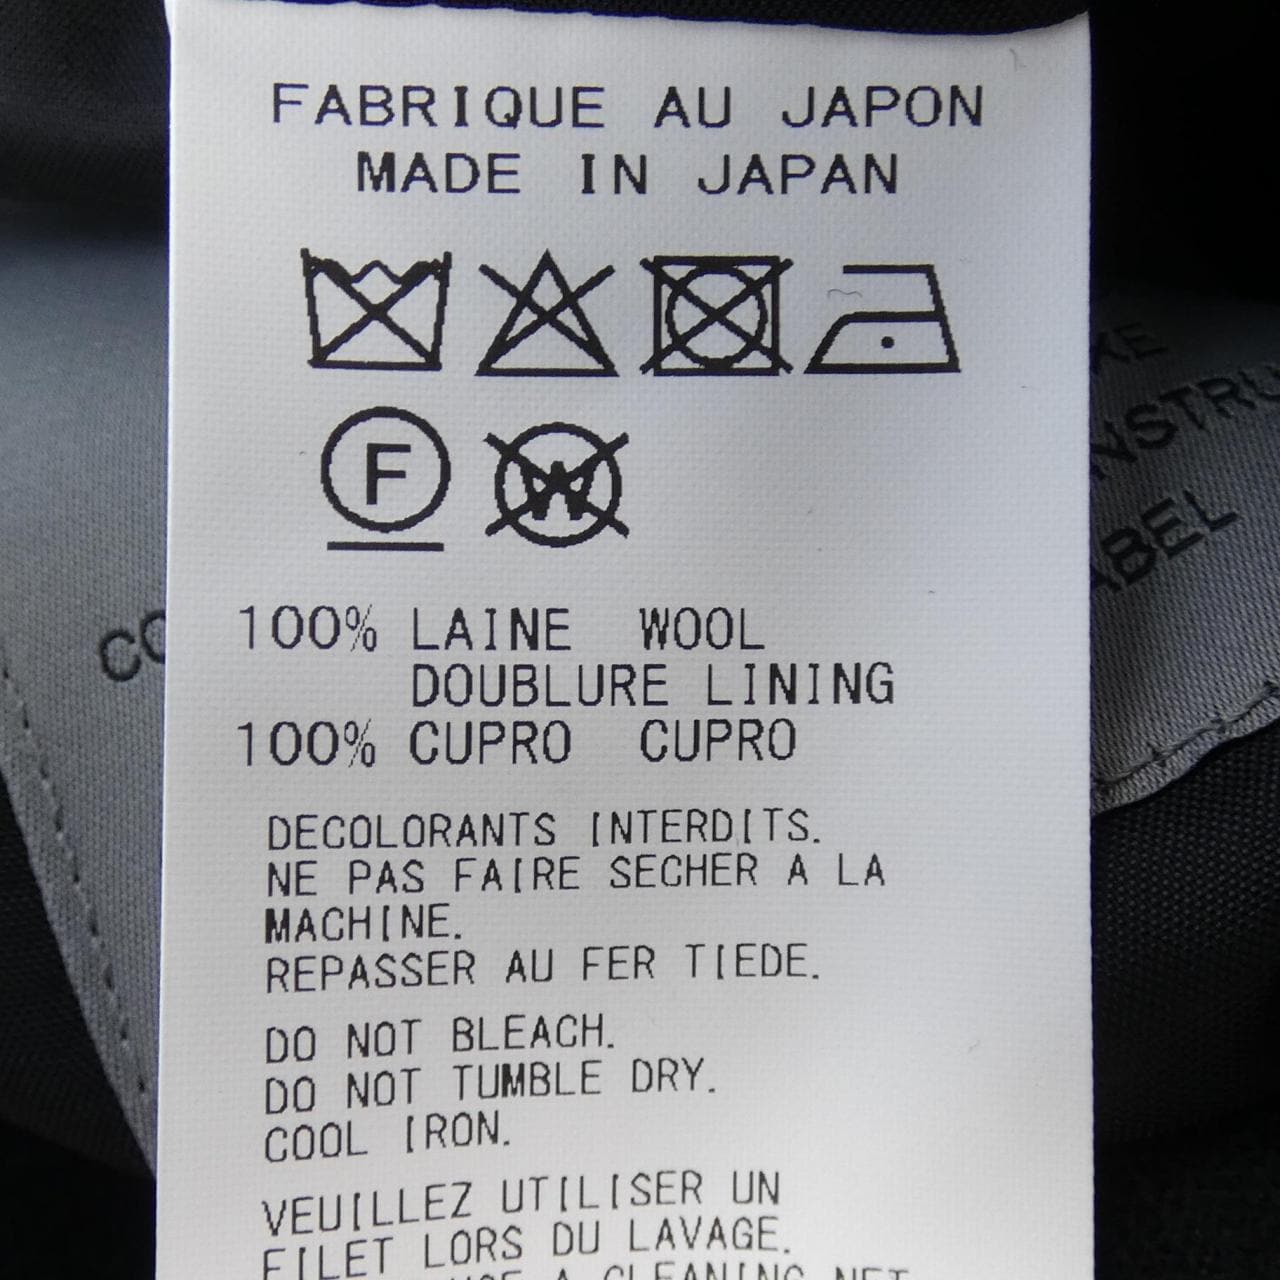 FABRIQUE AU JAPON
MADE IN JAPAN
F
W
100% LAINE WOOL
DOUBLURE LINING
100% CUPRO CUPRO
DECOLORANTS INTERDITS.
NE PAS FAIRE SECHER A LA
MACHINE.
REPASSER AU FER TIEDE.
DO NOT BLEACH.
DO NOT TUMBLE DRY.
COOL IRON.
VEUILLEZ UTILISER UN
FILET LORS DU LAVAGE.
A CLEANING NET